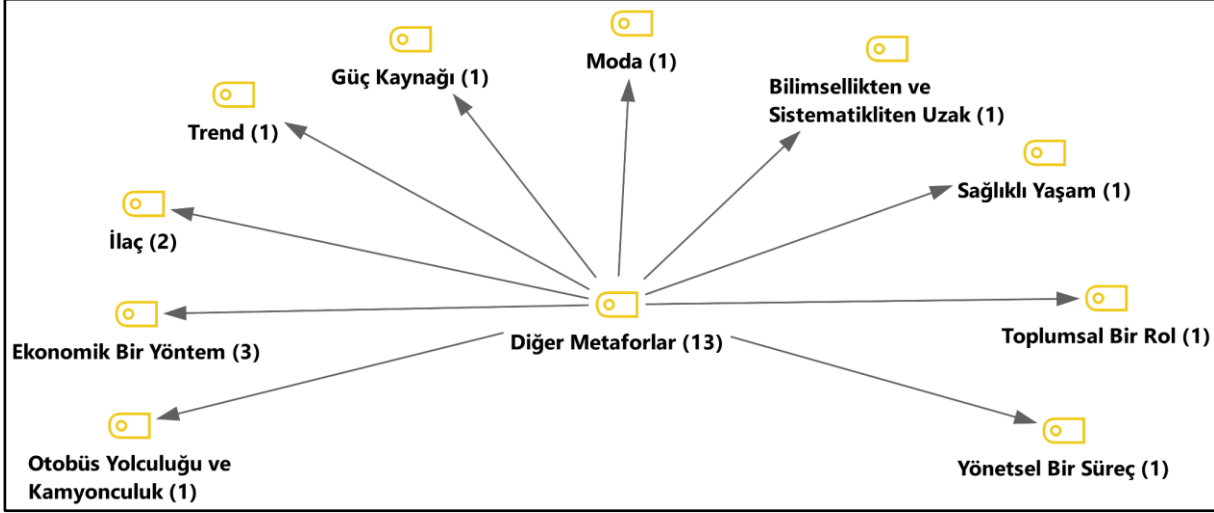 Moda (1)
Güç Kaynağı (1)
Bilimsellikten ve
Sistematikliten Uzak (1)
Trend (1)
Sağlıklı Yaşam (1)
İlaç (2)
Ekonomik Bir Yöntem (3)
Diğer Metaforlar (13)
Toplumsal Bir Rol (1)
Otobüs Yolculuğu ve
Kamyonculuk (1)
Yönetsel Bir Süreç (1)